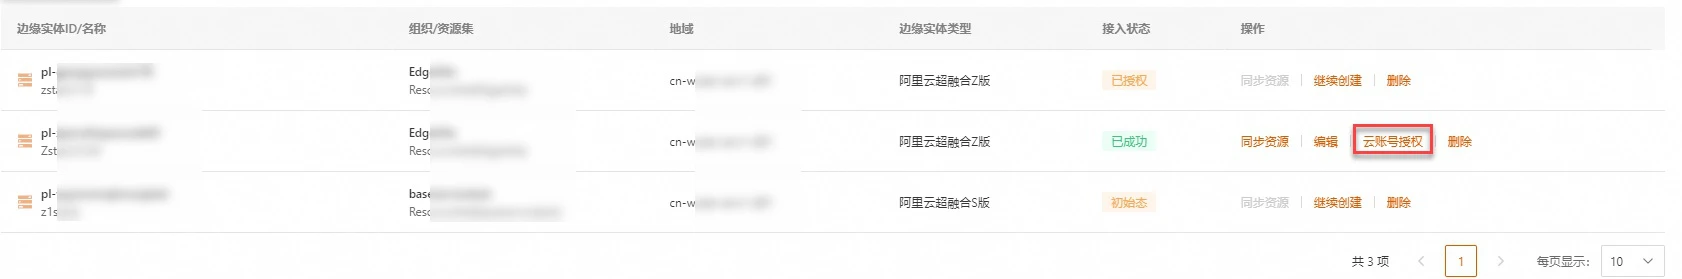 边缘实体ID/名称 组织/资源集 地域 边缘实体类型 接入状态 操作
pl- Edg cn-w 阿里云超融合Z版 已授权 同步资源 继续创建 删除
zst Resc
pl- Edg cn-w 阿里云超融合Z版 已成功 同步资源 编辑 云账号授权 删除
Zst Resc
pl- base cn-w 阿里云超融合S版 初始态 同步资源 继续创建 删除
z1s Resc
共 3 项 1 每页显示: 10